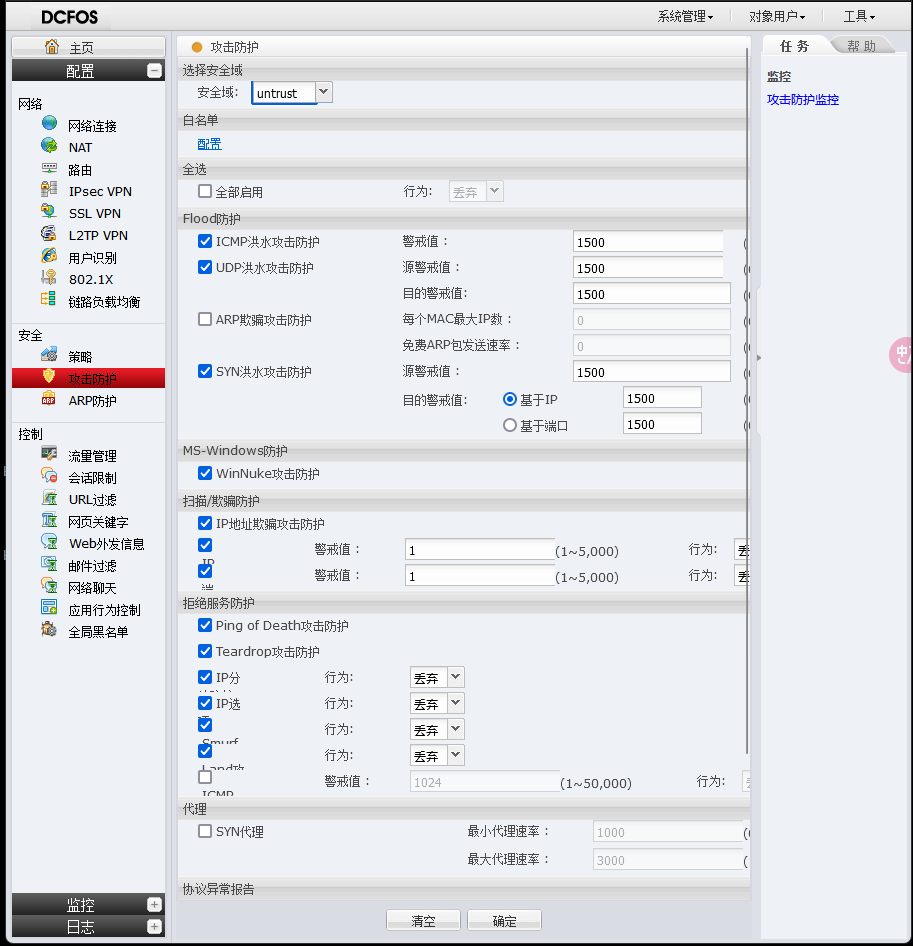 DCFOS
系统管理 对象用户 工具
主页
配置
网络
网络连接
NAT
路由
IPsec VPN
SSL VPN
L2TP VPN
用户识别
802.1X
链路负载均衡
安全
策略
攻击防护
ARP防护
控制
流量管理
会话限制
URL过滤
网页关键字
Web外发信息
邮件过滤
网络聊天
应用行为控制
全局黑名单
监控
日志
攻击防护
选择安全域
安全域: untrust
白名单
配置
全选
全部启用 行为: 丢弃
Flood防护
ICMP洪水攻击防护 警戒值: 1500 (
UDP洪水攻击防护 源警戒值: 1500
目的警戒值: 1500
ARP欺骗攻击防护 每个MAC最大IP数: 0
免费ARP包发送速率: 0
SYN洪水攻击防护 源警戒值: 1500
目的警戒值: 基于IP 1500
基于端口 1500
MS-Windows防护
WinNuke攻击防护
扫描/欺骗防护
IP地址欺骗攻击防护
IP 警戒值: 1 (1~5,000) 行为:
警戒值: 1 (1~5,000) 行为:
拒绝服务防护
Ping of Death攻击防护
Teardrop攻击防护
IP分 行为: 丢弃
IP选 行为: 丢弃
Smurf 行为: 丢弃
Land攻 行为: 丢弃
ICMP 警戒值: 1024 (1~50,000) 行为:
代理
SYN代理 最小代理速率: 1000
最大代理速率: 3000 (
协议异常报告
清空 确定
任务 帮助
监控
攻击防护监控
中